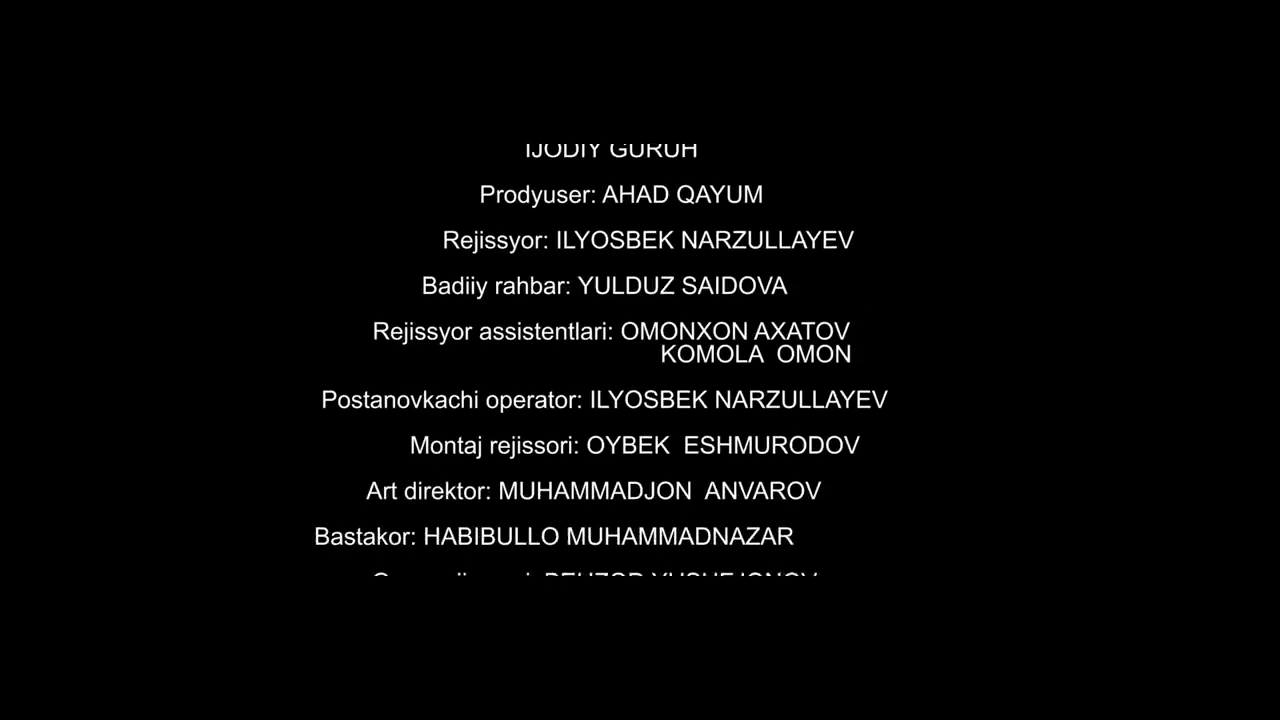 IJODIY GURUH
Prodyuser: AHAD QAYUM
Rejissyor: ILYOSBEK NARZULLAYEV
Badiiy rahbar: YULDUZ SAIDOVA
Rejissyor assistentlari: OMONXON AXATOV
KOMOLA OMON
Postanovkachi operator: ILYOSBEK NARZULLAYEV
Montaj rejissori: OYBEK ESHMURODOV
Art direktor: MUHAMMADJON ANVAROV
Bastakor: HABIBULLO MUHAMMADNAZAR